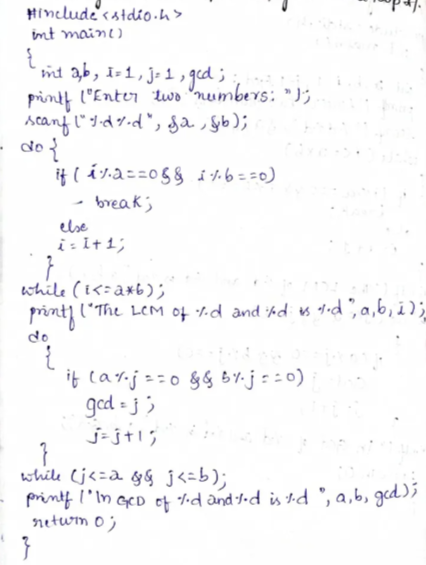 #include <stdio.h>
int main()
{
int a,b, I=1, j=1, gcd;
printf ("Enter two numbers: ");
scanf ("%d%d", &a, &b);
do {
if ( i%a==0 && i%b==0)
- break;
else
i = I+1;
}
while (i<=a*b);
printf ("The LCM of %d and %d is %d", a,b,i);
do
{
if (a%j==0 && b%j==0)
gcd = j;
j=j+1;
}
while (j<=a && j<=b);
printf ("\n GCD of %d and %d is %d ", a,b, gcd);
return 0;
}